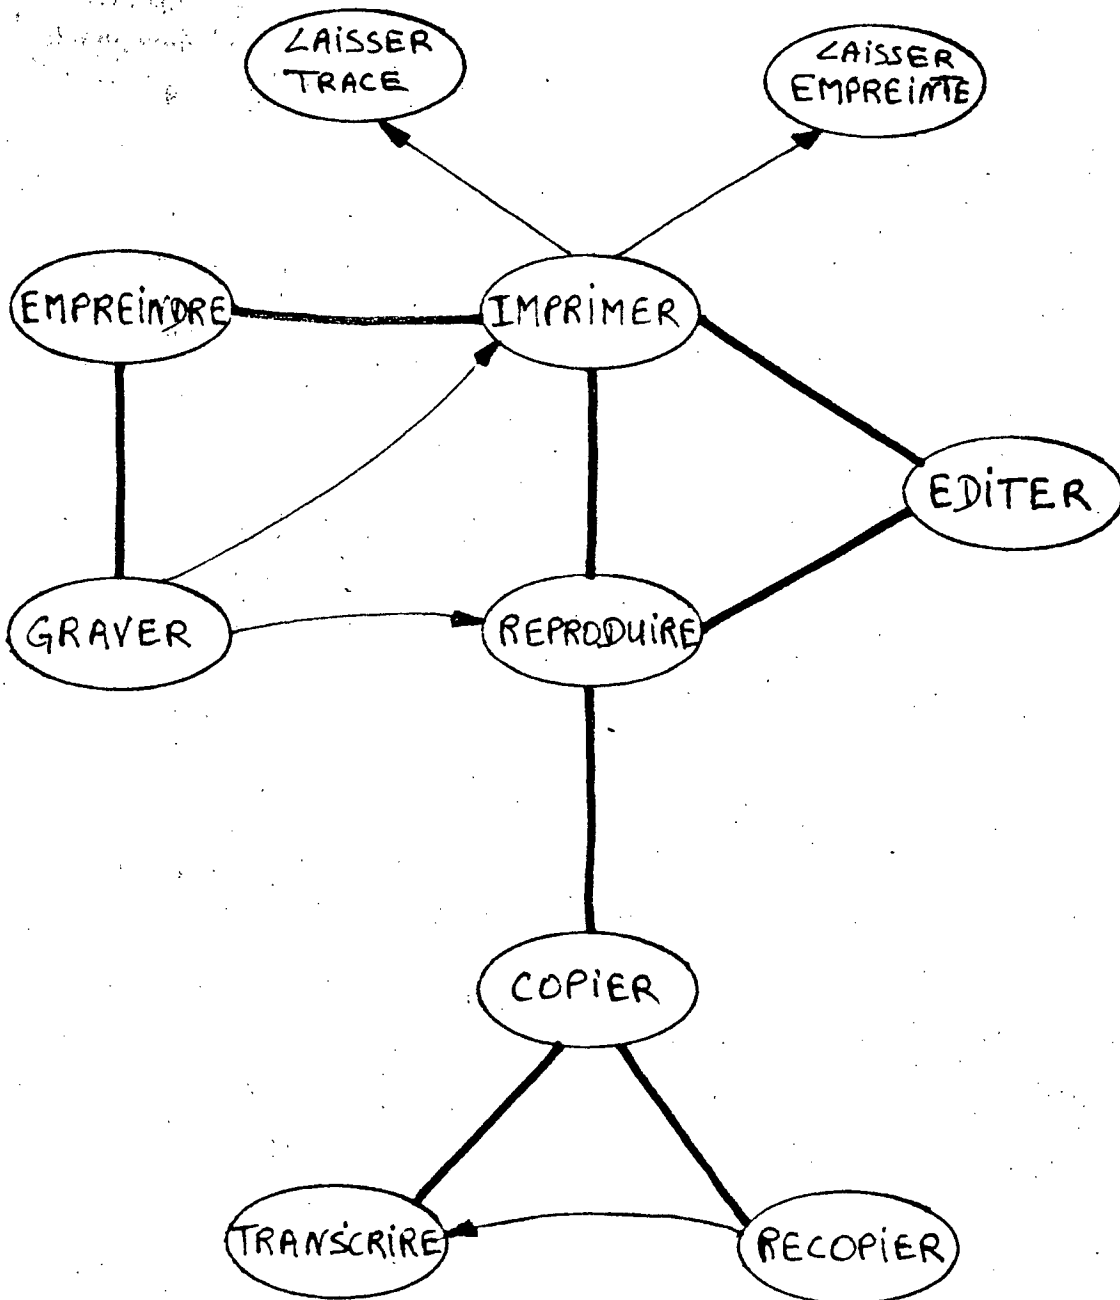 LAISSER
TRACE
LAISSER
EMPREINTE
EMPREINDRE
IMPRIMER
EDITER
GRAVER
REPRODUIRE
COPIER
TRANSCRIRE
RECOPIER